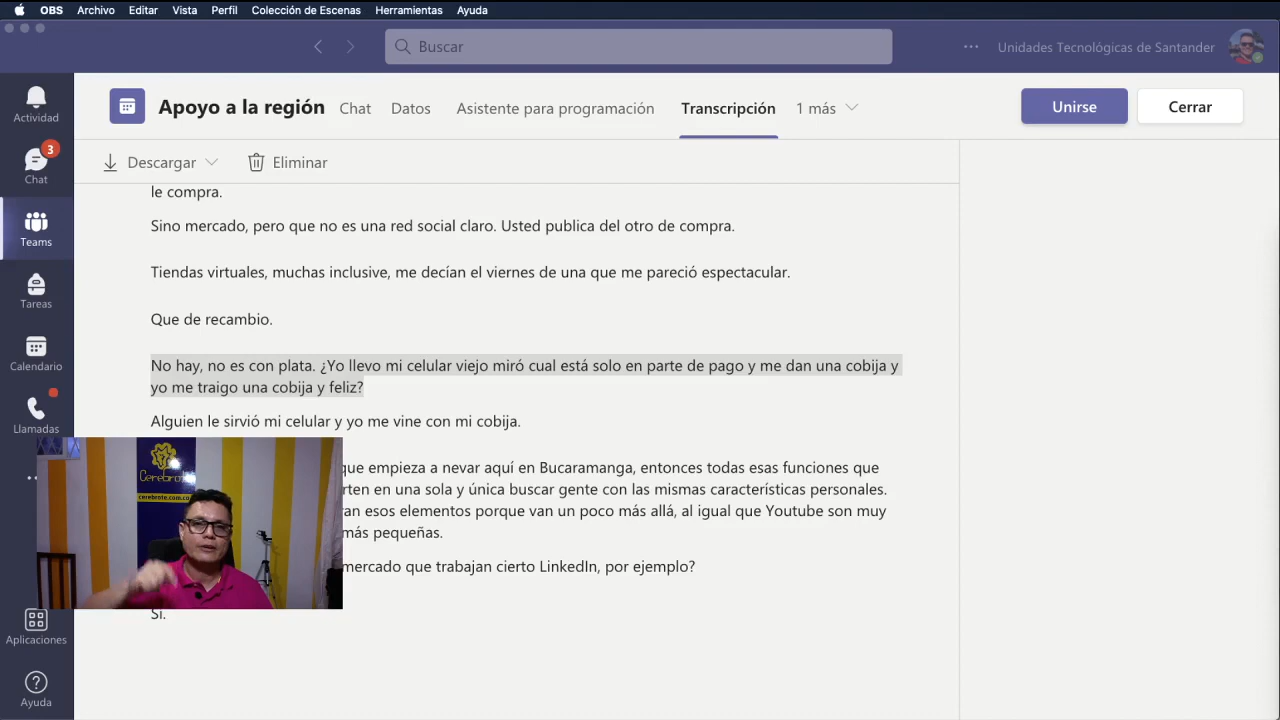 OBS Archivo Editar Vista Perfil Colección de Escenas Herramientas Ayuda
Buscar
Unidades Tecnológicas de Santander
Apoyo a la región Chat Datos Asistente para programación Transcripción 1 más Unirse Cerrar
Actividad
Descargar Eliminar
3
Chat
Teams
Tareas
Calendario
Llamadas
Aplicaciones
Ayuda
le compra.
Sino mercado, pero que no es una red social claro. Usted publica del otro de compra.
Tiendas virtuales, muchas inclusive, me decían el viernes de una que me pareció espectacular.
Que de recambio.
No hay, no es con plata. ¿Yo llevo mi celular viejo miró cual está solo en parte de pago y me dan una cobija y
yo me traigo una cobija y feliz?
Alguien le sirvió mi celular y yo me vine con mi cobija.
que empieza a nevar aquí en Bucaramanga, entonces todas esas funciones que
rten en una sola y única buscar gente con las mismas características personales.
an esos elementos porque van un poco más allá, al igual que Youtube son muy
más pequeñas.
mercado que trabajan cierto LinkedIn, por ejemplo?
Sí.
Cerebrote
cerebrote.com.co